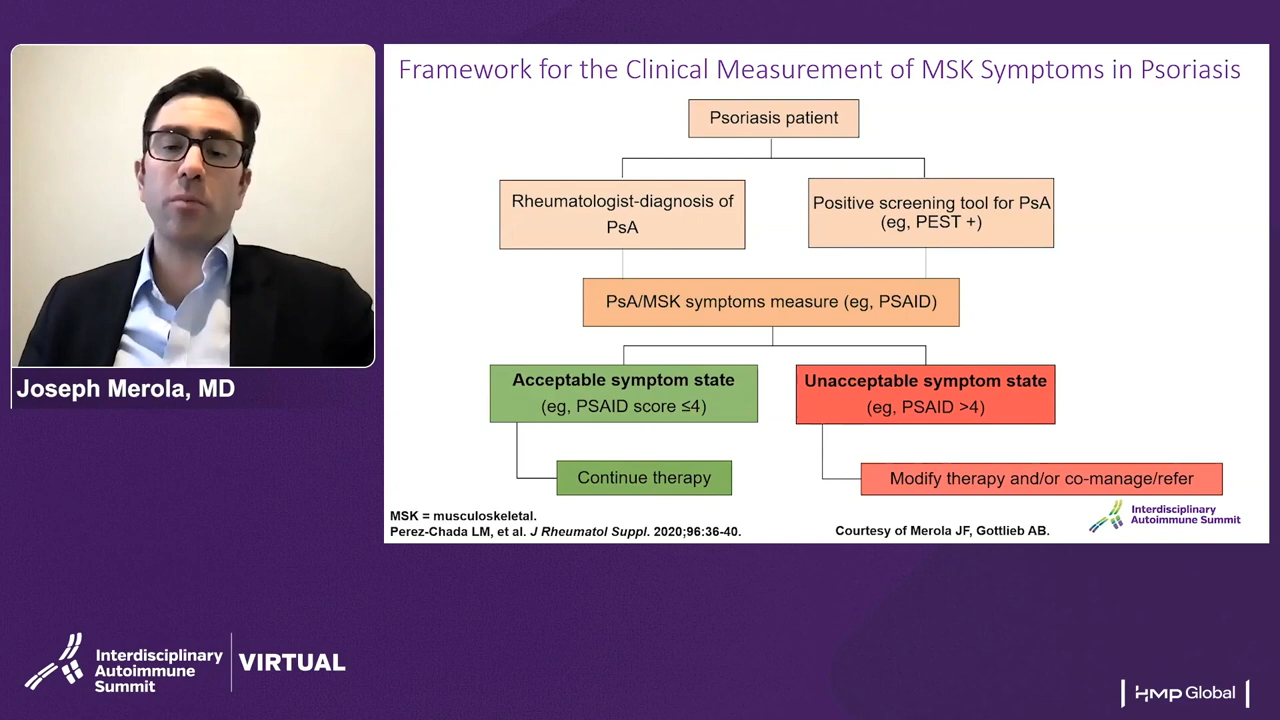 Framework for the Clinical Measurement of MSK Symptoms in Psoriasis
Psoriasis patient
Rheumatologist-diagnosis of
PsA
Positive screening tool for PsA
(eg, PEST +)
PsA/MSK symptoms measure (eg, PSAID)
Acceptable symptom state
(eg, PSAID score ≤4)
Unacceptable symptom state
(eg, PSAID >4)
Continue therapy
Modify therapy and/or co-manage/refer
MSK = musculoskeletal.
Perez-Chada LM, et al. J Rheumatol Suppl. 2020;96:36-40.
Courtesy of Merola JF, Gottlieb AB.
Interdisciplinary
Autoimmune Summit
Joseph Merola, MD
Interdisciplinary
Autoimmune
Summit
VIRTUAL
HMP Global